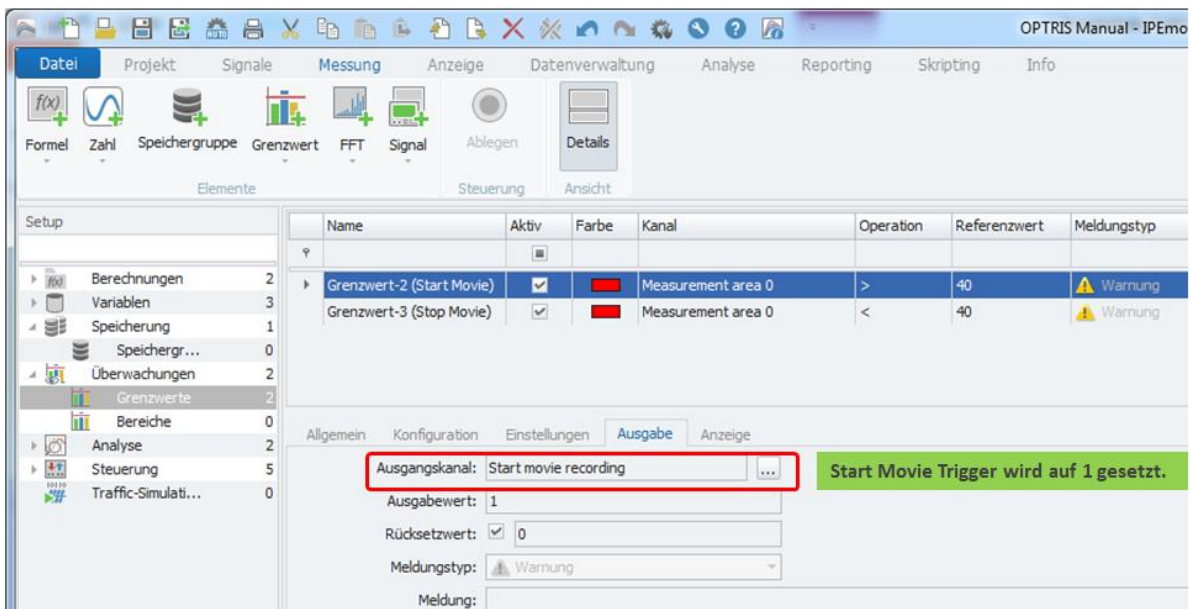 OPTRIS Manual - IPEmo
AUTO
Datei Projekt Signale Messung Anzeige Datenverwaltung Analyse Reporting Skripting Info
f(x)
Formel Zahl Speichergruppe Grenzwert FFT Signal Ablegen Details
Elemente Steuerung Ansicht
Setup
Name Aktiv Farbe Kanal Operation Referenzwert Meldungstyp
Berechnungen 2
Grenzwert-2 (Start Movie) Measurement area 0 > 40 Warnung
Variablen 3
Grenzwert-3 (Stop Movie) Measurement area 0 < 40 Warnung
Speicherung 1
Speichergr... 0
Überwachungen 2
Grenzwerte 2
Bereiche 0
Analyse 2
Steuerung 5
Traffic-Simulati... 0
Allgemein Konfiguration Einstellungen Ausgabe Anzeige
Ausgangskanal: Start movie recording ...
Start Movie Trigger wird auf 1 gesetzt.
Ausgabewert: 1
Rücksetzwert: 0
Meldungstyp: Warnung
Meldung: